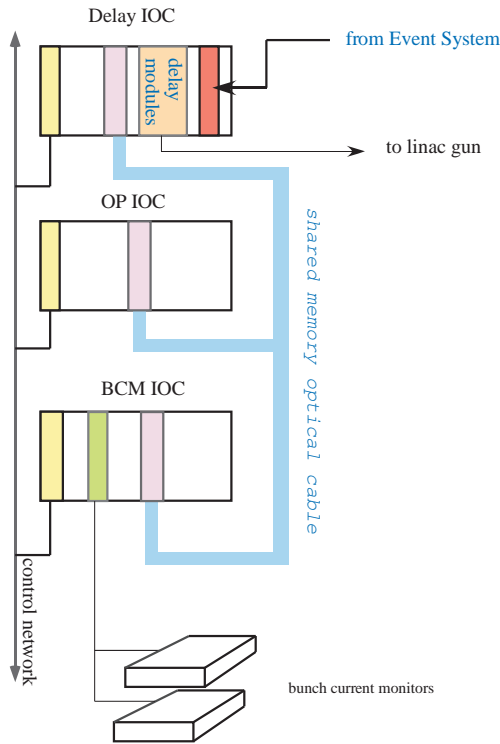 Delay IOC
from Event System
delay
modules
to linac gun
OP IOC
shared memory optical cable
BCM IOC
control network
bunch current monitors